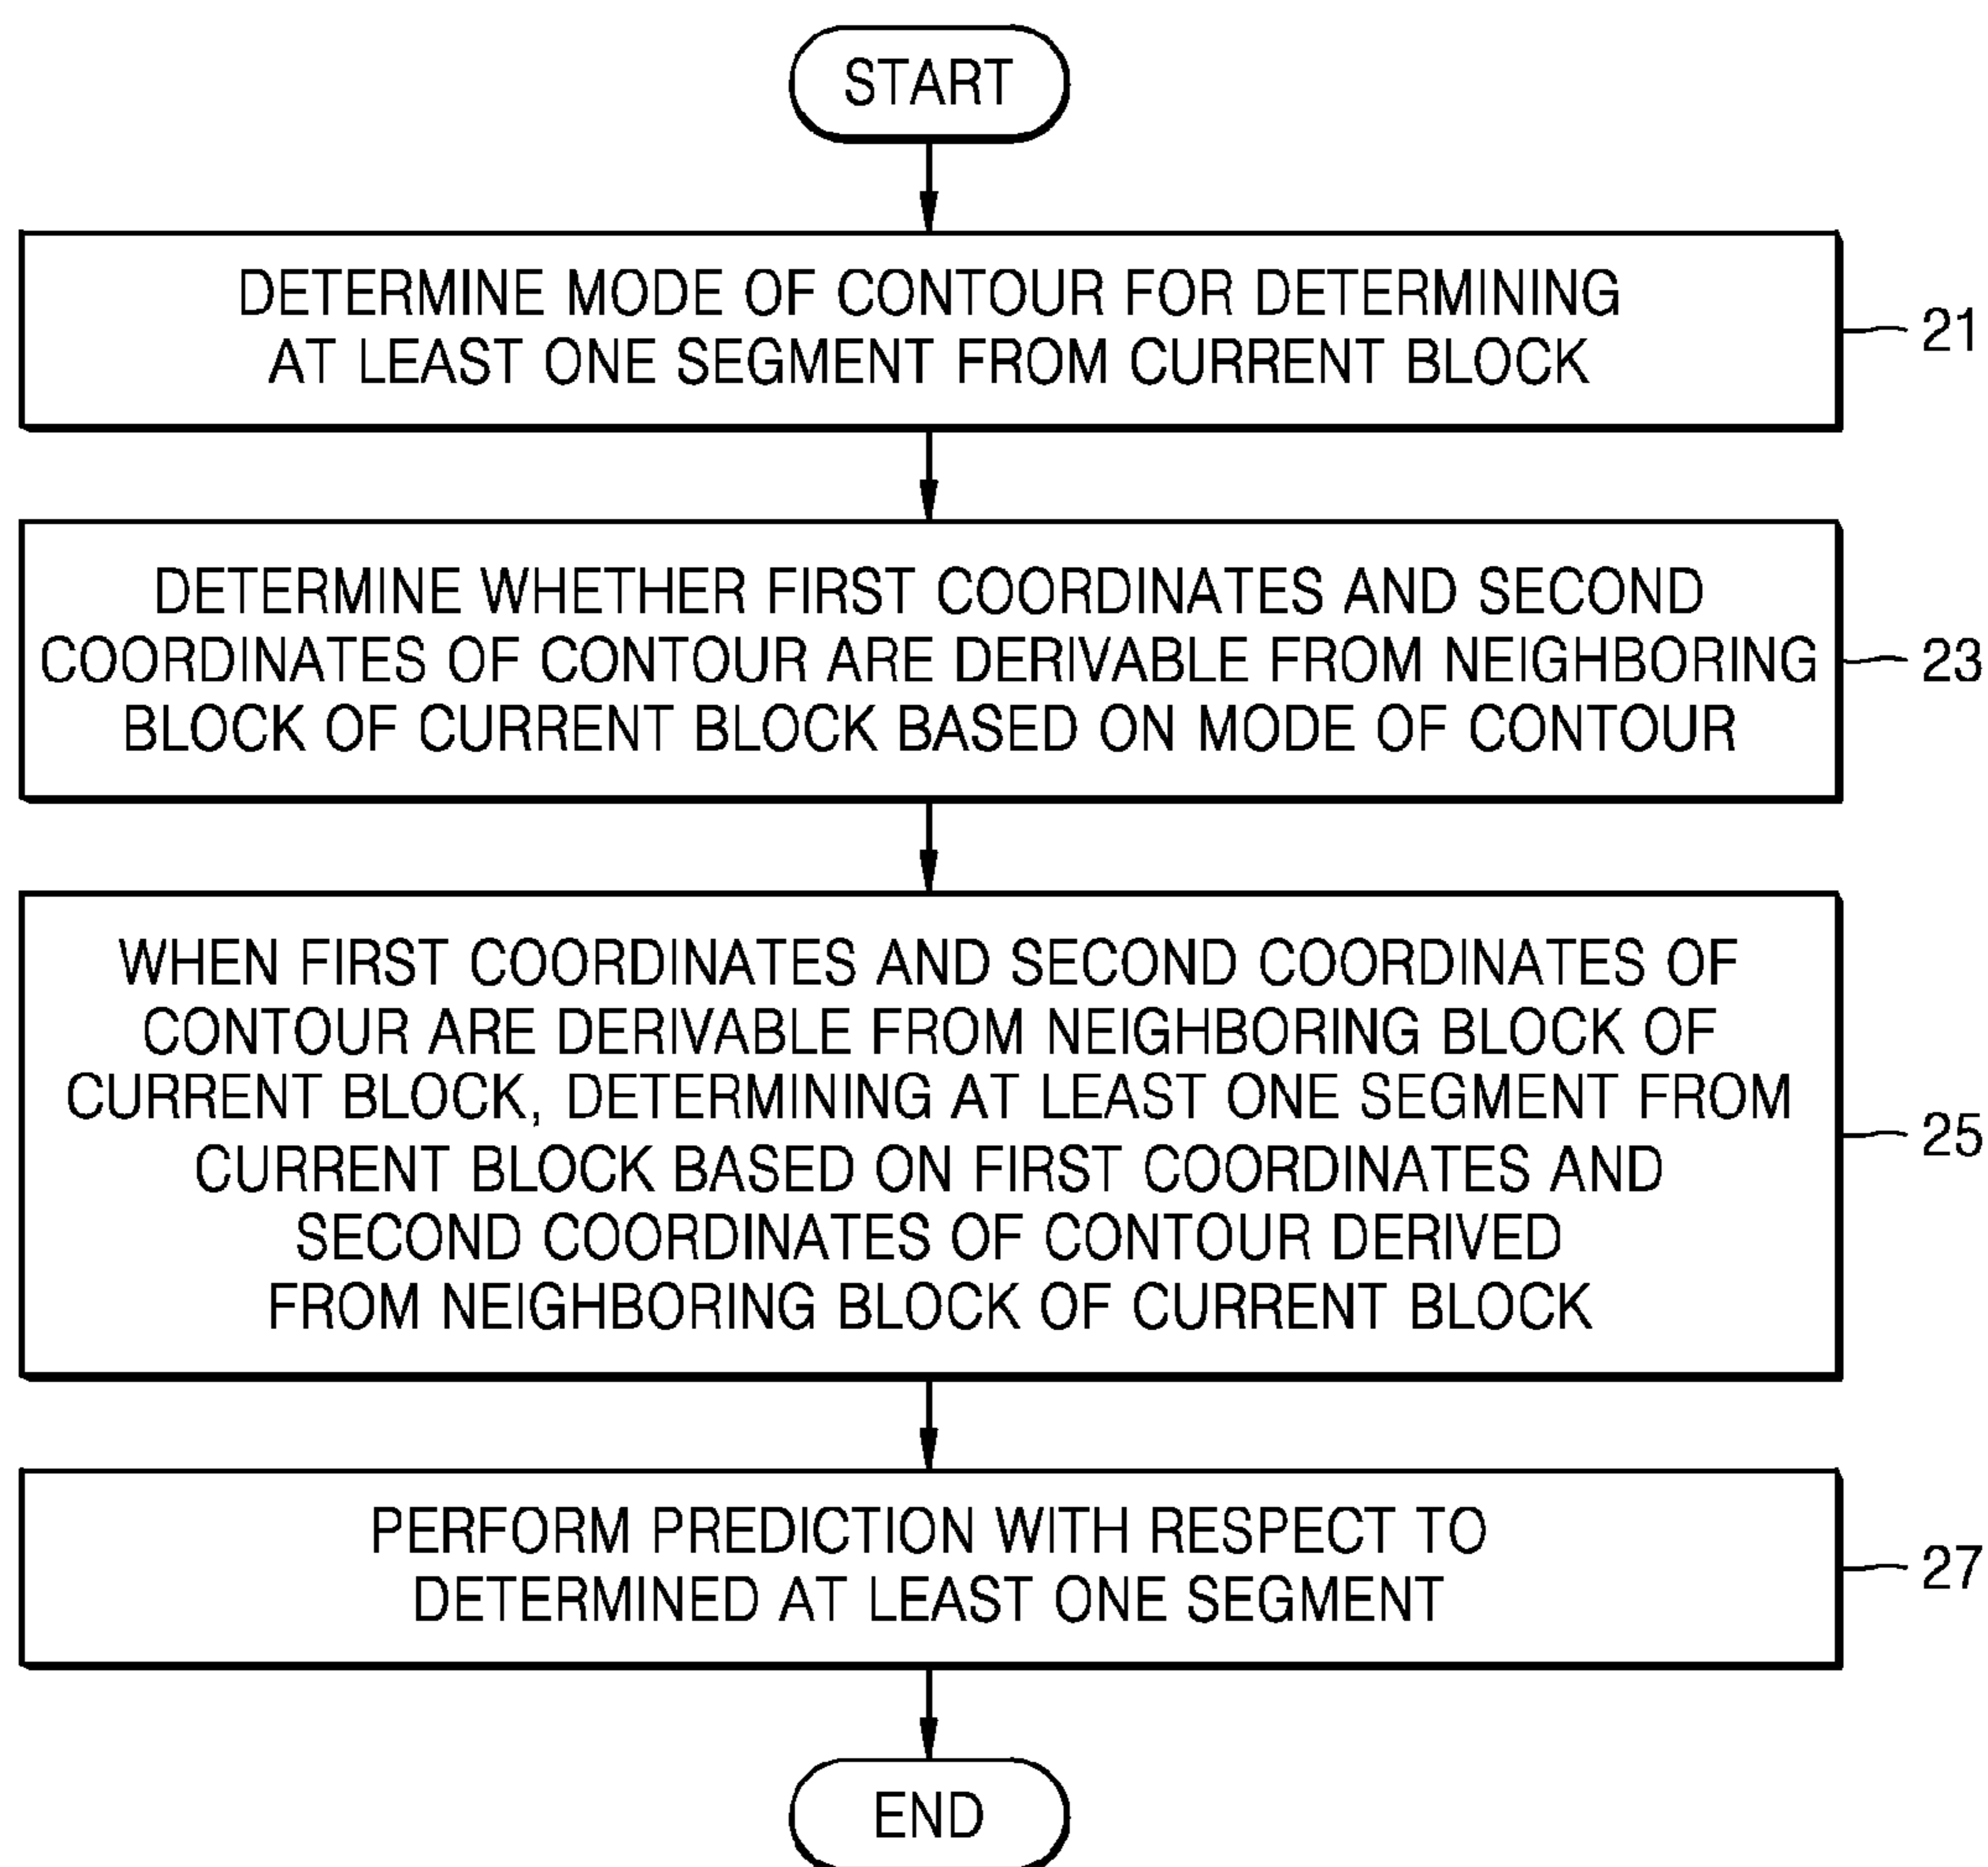 START
DETERMINE MODE OF CONTOUR FOR DETERMINING
AT LEAST ONE SEGMENT FROM CURRENT BLOCK
21
DETERMINE WHETHER FIRST COORDINATES AND SECOND
COORDINATES OF CONTOUR ARE DERIVABLE FROM NEIGHBORING
BLOCK OF CURRENT BLOCK BASED ON MODE OF CONTOUR
23
WHEN FIRST COORDINATES AND SECOND COORDINATES OF
CONTOUR ARE DERIVABLE FROM NEIGHBORING BLOCK OF
CURRENT BLOCK, DETERMINING AT LEAST ONE SEGMENT FROM
CURRENT BLOCK BASED ON FIRST COORDINATES AND
SECOND COORDINATES OF CONTOUR DERIVED
FROM NEIGHBORING BLOCK OF CURRENT BLOCK
25
PERFORM PREDICTION WITH RESPECT TO
DETERMINED AT LEAST ONE SEGMENT
27
END